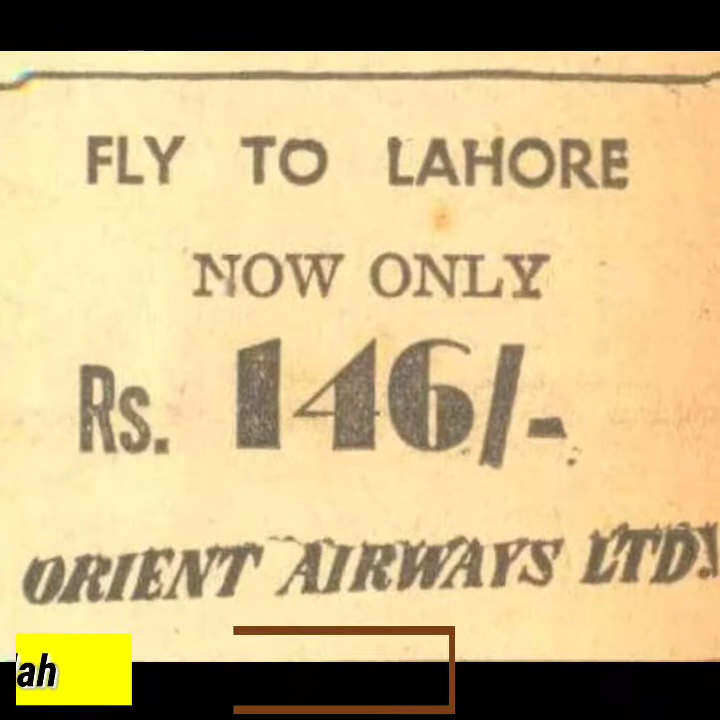 FLY TO LAHORE
NOW ONLY
Rs. 146/-
ORIENT AIRWAYS LTD.